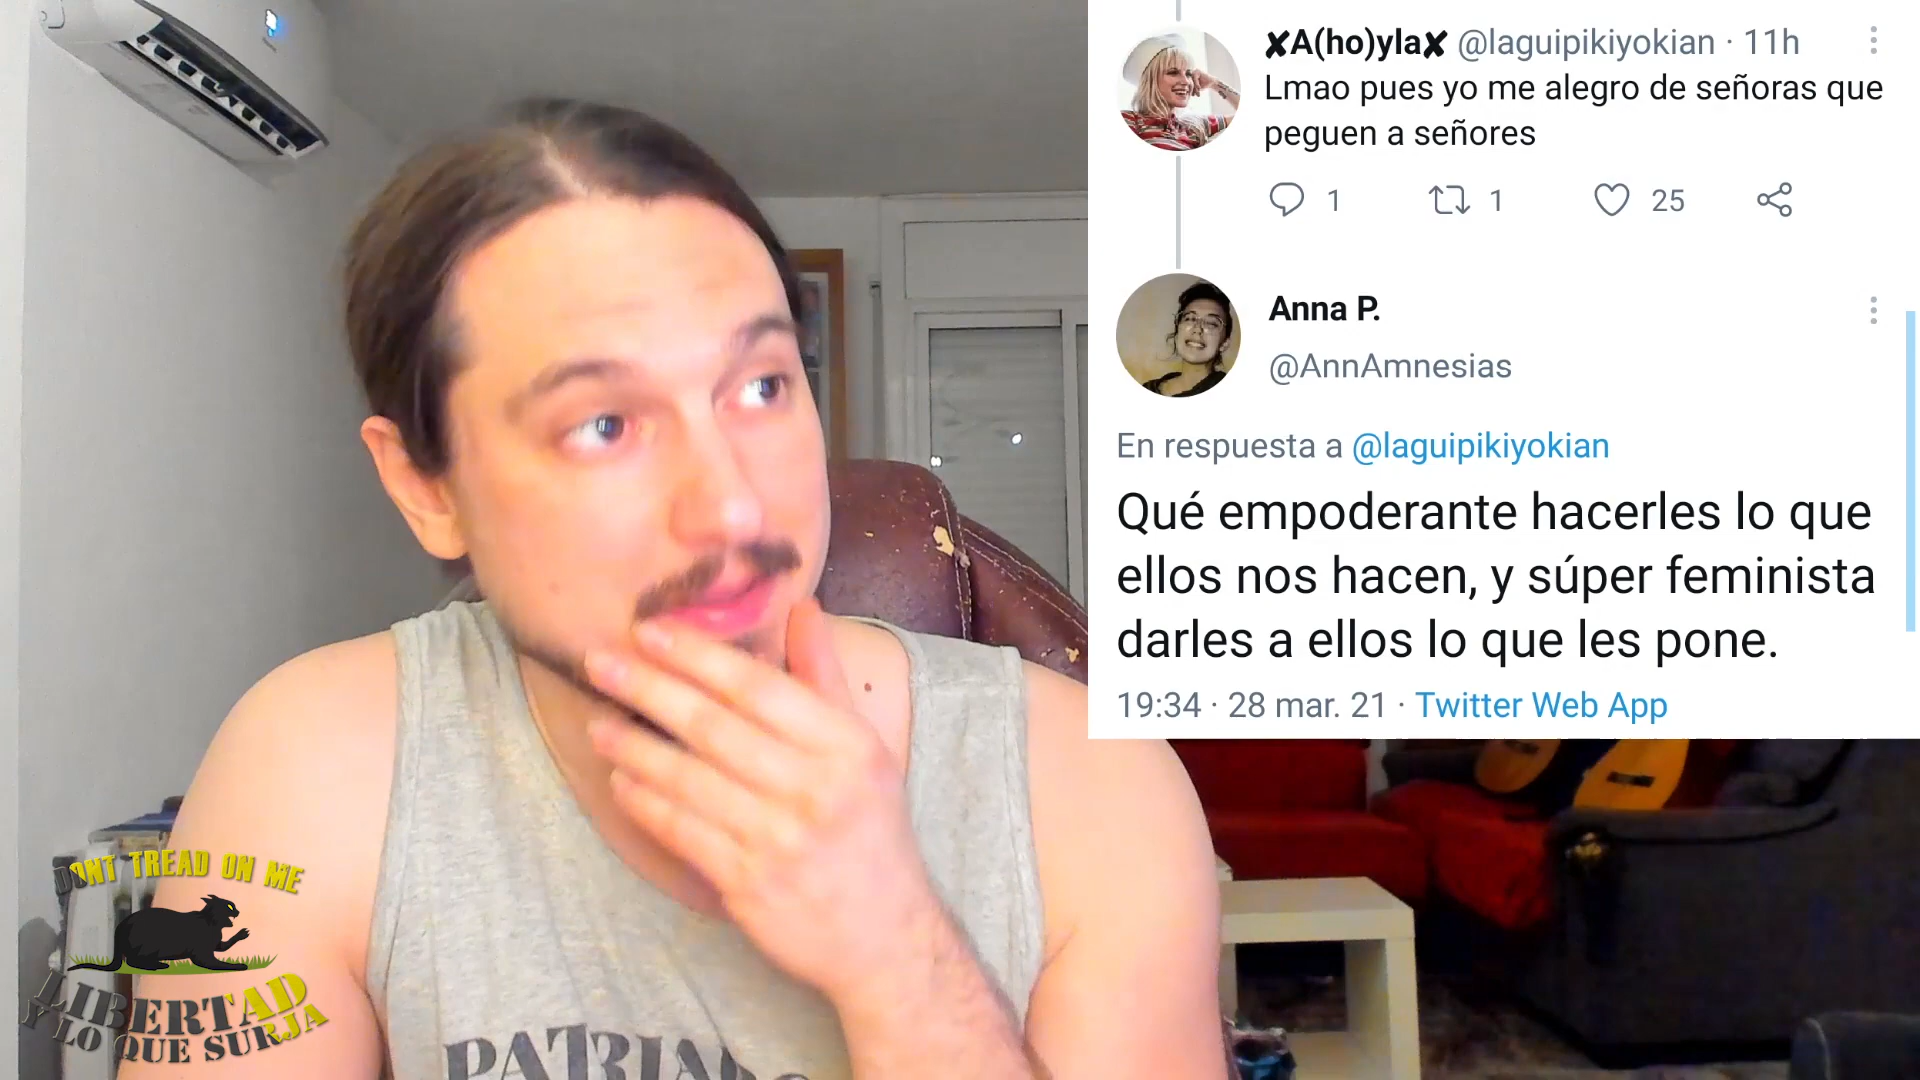 ✘A(ho)yla✘ @laguipikiyokian · 11h
Lmao pues yo me alegro de señoras que
peguen a señores
1 1 25
Anna P.
@AnnAmnesias
En respuesta a @laguipikiyokian
Qué empoderante hacerles lo que
ellos nos hacen, y súper feminista
darles a ellos lo que les pone.
19:34 · 28 mar. 21 · Twitter Web App
DONT TREAD ON ME
LIBERTAD
Y LO QUE SURJA